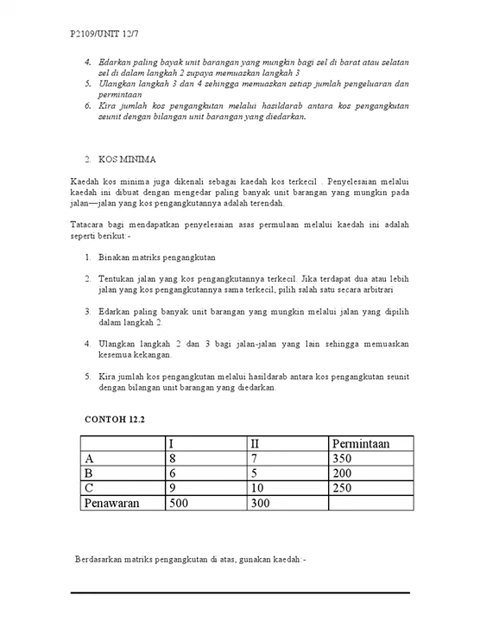 P2109/UNIT 12/7
4. Edarkan paling bayak unit barangan yang mungkin bagi sel di barat atau selatan
sel di dalam langkah 2 supaya memuaskan langkah 3
5. Ulangkan langkah 3 dan 4 sehingga memuaskan setiap jumlah pengeluaran dan
permintaan
6. Kira jumlah kos pengangkutan melalui hasildarab antara kos pengangkutan
seunit dengan bilangan unit barangan yang diedarkan.
2. KOS MINIMA
Kaedah kos minima juga dikenali sebagai kaedah kos terkecil . Penyelesaian melalui
kaedah ini dibuat dengan mengedar paling banyak unit barangan yang mungkin pada
jalan—jalan yang kos pengangkutannya adalah terendah.
Tatacara bagi mendapatkan penyelesaian asas permulaan melalui kaedah ini adalah
seperti berikut:-
1. Binakan matriks pengangkutan
2. Tentukan jalan yang kos pengangkutannya terkecil. Jika terdapat dua atau lebih
jalan yang kos pengangkutannya sama terkecil, pilih salah satu secara arbitrari
3. Edarkan paling banyak unit barangan yang mungkin melalui jalan yang dipilih
dalam langkah 2.
4. Ulangkan langkah 2 dan 3 bagi jalan-jalan yang lain sehingga memuaskan
kesemua kekangan.
5. Kira jumlah kos pengangkutan melalui hasildarab antara kos pengangkutan seunit
dengan bilangan unit barangan yang diedarkan.
CONTOH 12.2
I II Permintaan
A 8 7 350
B 6 5 200
C 9 10 250
Penawaran 500 300
Berdasarkan matriks pengangkutan di atas, gunakan kaedah:-